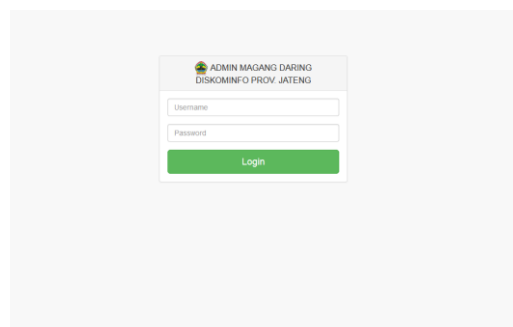 ADMIN MAGANG DARING
DISKOMINFO PROV. JATENG
Username
Password
Login